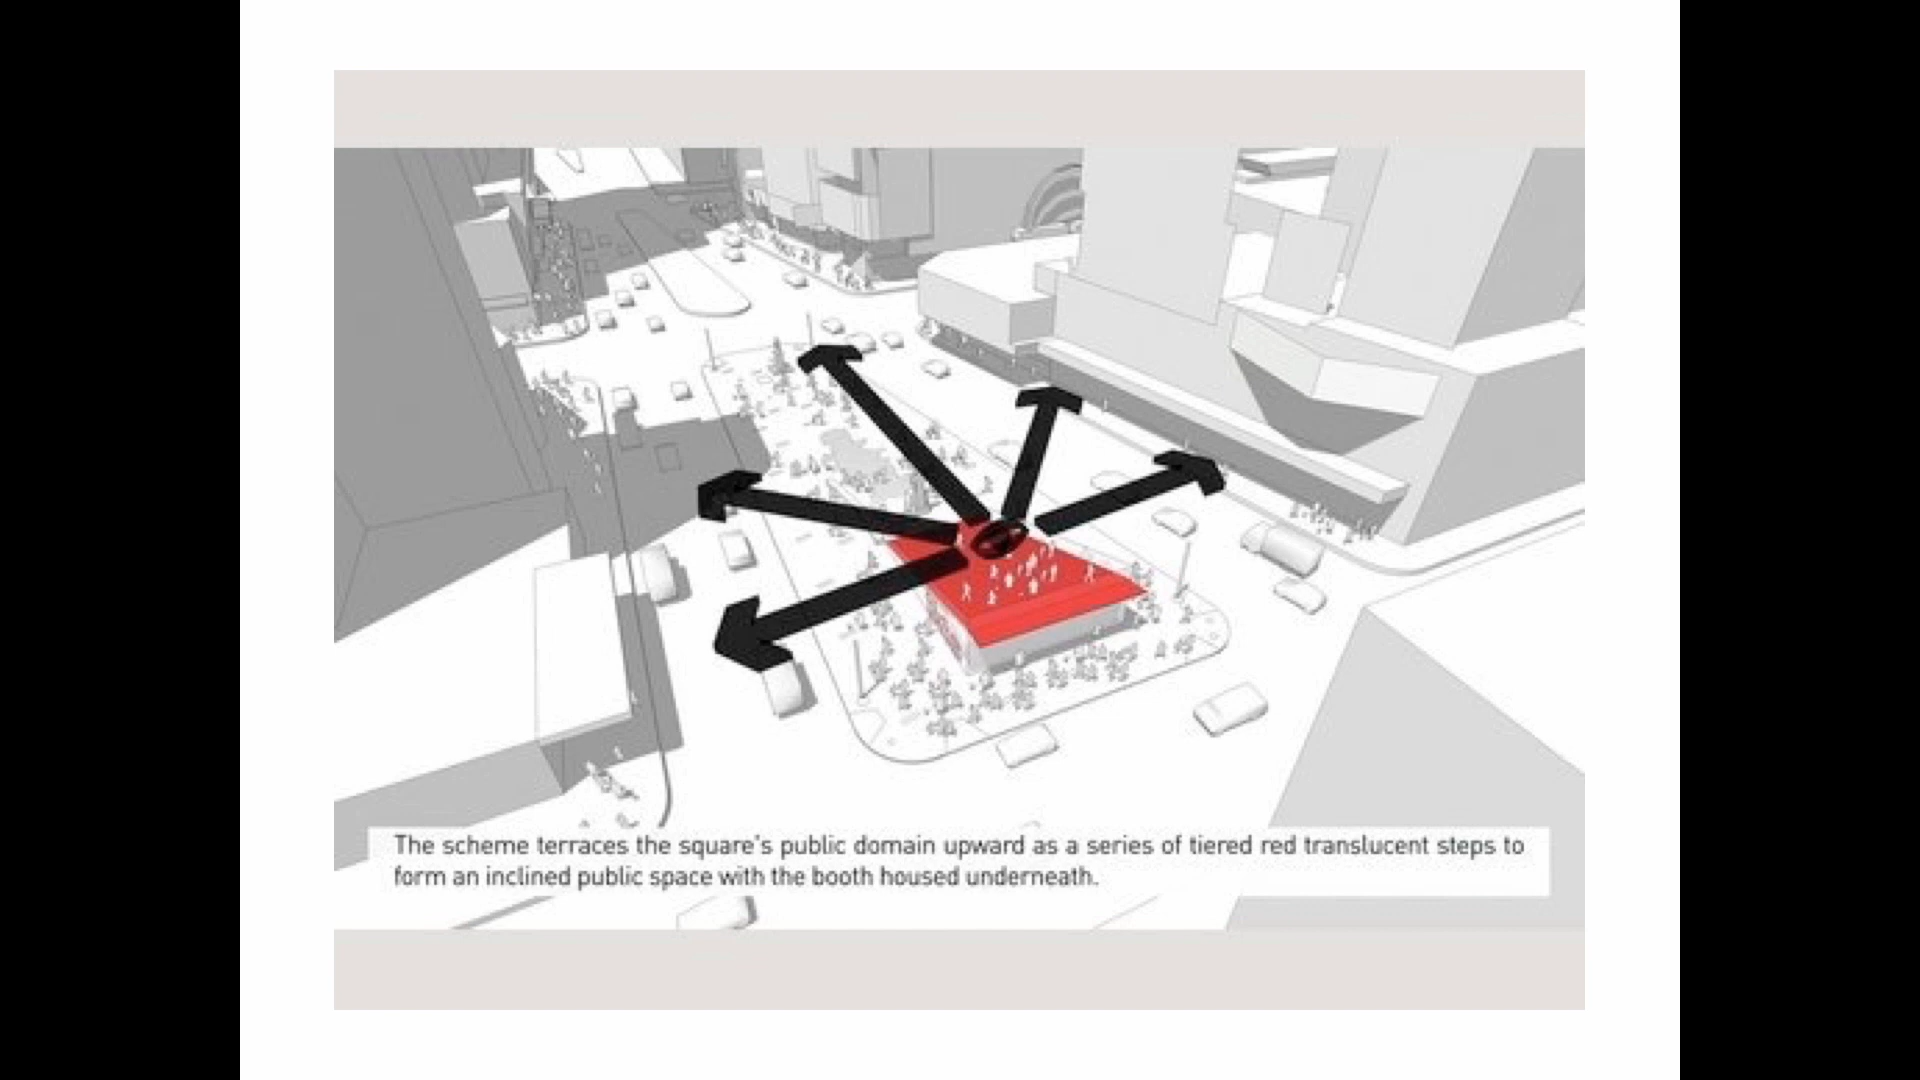 The scheme terraces the square's public domain upward as a series of tiered red translucent steps to
form an inclined public space with the booth housed underneath.